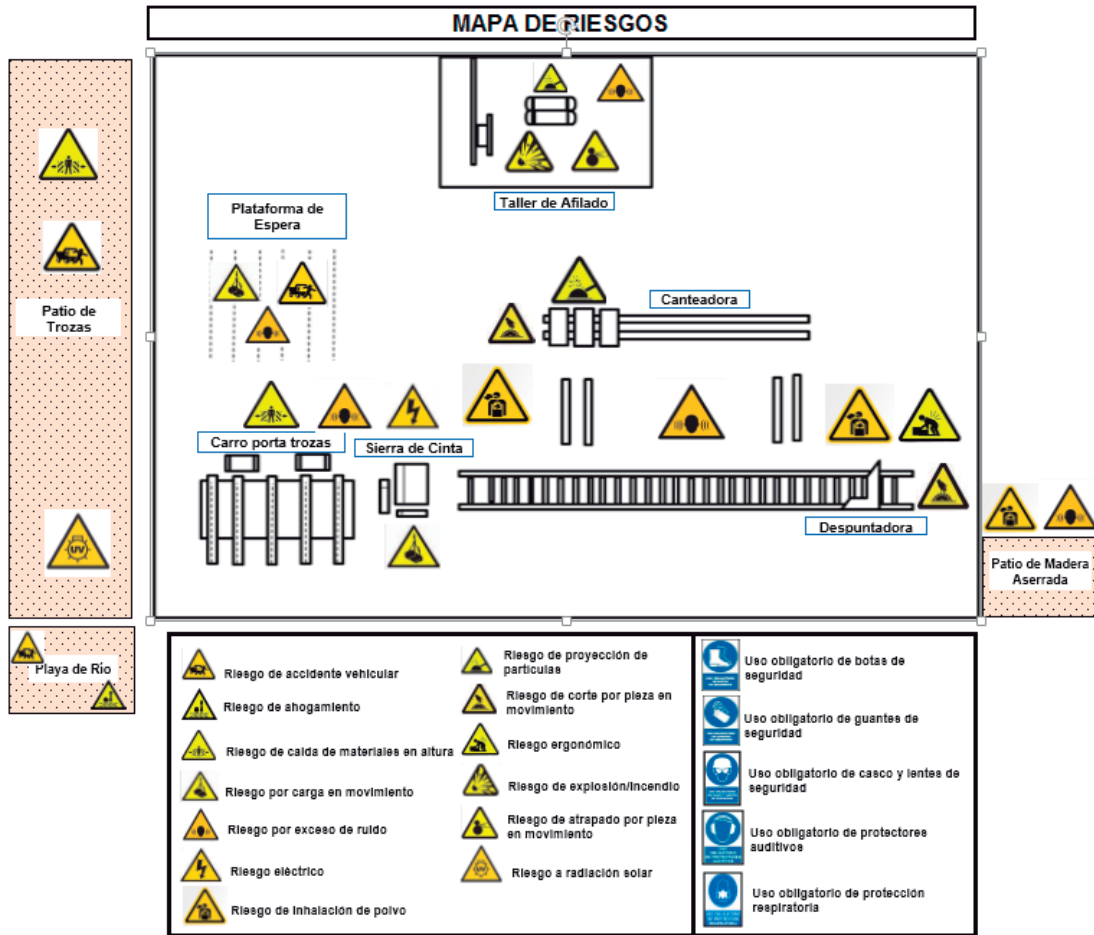 MAPA DE RIESGOS
Taller de Afilado
Plataforma de
Espera
Canteadora
Patio de
Trozas
Carro porta trozas
Sierra de Cinta
Despuntadora
Patio de Madera
Aserrada
Playa de Rio
UV
Riesgo de accidente vehicular
Riesgo de ahogamiento
Riesgo de caida de materiales en altura
Riesgo por carga en movimiento
Riesgo por exceso de ruido
Riesgo eléctrico
Riesgo de inhalación de polvo
Riesgo de proyección de
partículas
Riesgo de corte por pieza en
movimiento
Riesgo ergonómico
Riesgo de explosión/incendio
Riesgo de atrapado por pieza
en movimiento
Riesgo a radiación solar
Uso obligatorio de botas de
seguridad
Uso obligatorio de guantes de
seguridad
Uso obligatorio de casco y lentes de
seguridad
Uso obligatorio de protectores
auditivos
Uso obligatorio de protección
respiratoria